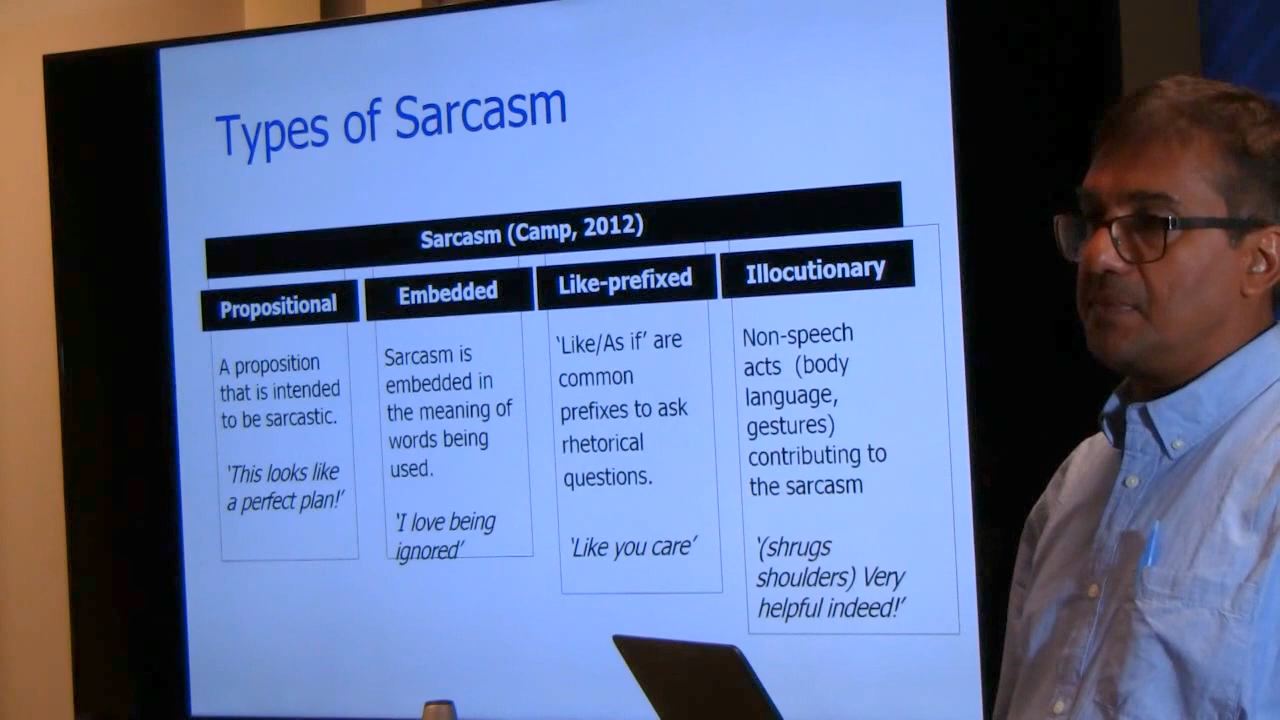 Types of Sarcasm
Sarcasm (Camp, 2012)
Propositional
A proposition
that is intended
to be sarcastic.
‘This looks like
a perfect plan!’
Embedded
Sarcasm is
embedded in
the meaning of
words being
used.
‘I love being
ignored’
Like-prefixed
‘Like/As if’ are
common
prefixes to ask
rhetorical
questions.
‘Like you care’
Illocutionary
Non-speech
acts (body
language,
gestures)
contributing to
the sarcasm
‘(shrugs
shoulders) Very
helpful indeed!’